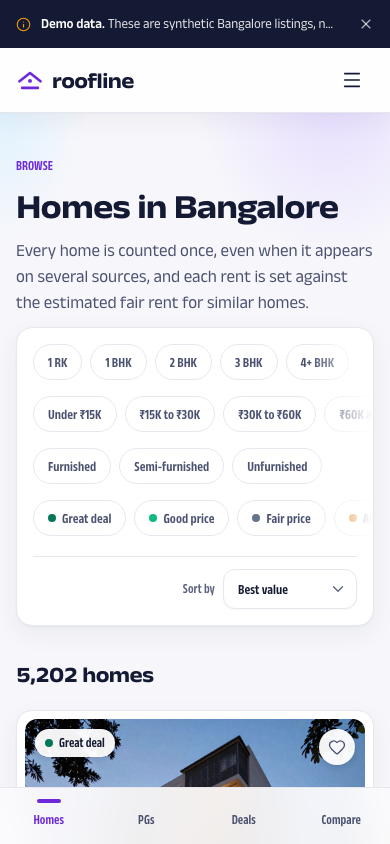 Demo data. These are synthetic Bangalore listings, n...
roofline
BROWSE
Homes in Bangalore
Every home is counted once, even when it appears
on several sources, and each rent is set against
the estimated fair rent for similar homes.
1 RK 1 BHK 2 BHK 3 BHK 4+ BHK
Under ₹15K ₹15K to ₹30K ₹30K to ₹60K ₹60K
Furnished Semi-furnished Unfurnished
Great deal Good price Fair price
Sort by Best value
5,202 homes
Great deal
Homes PGs Deals Compare